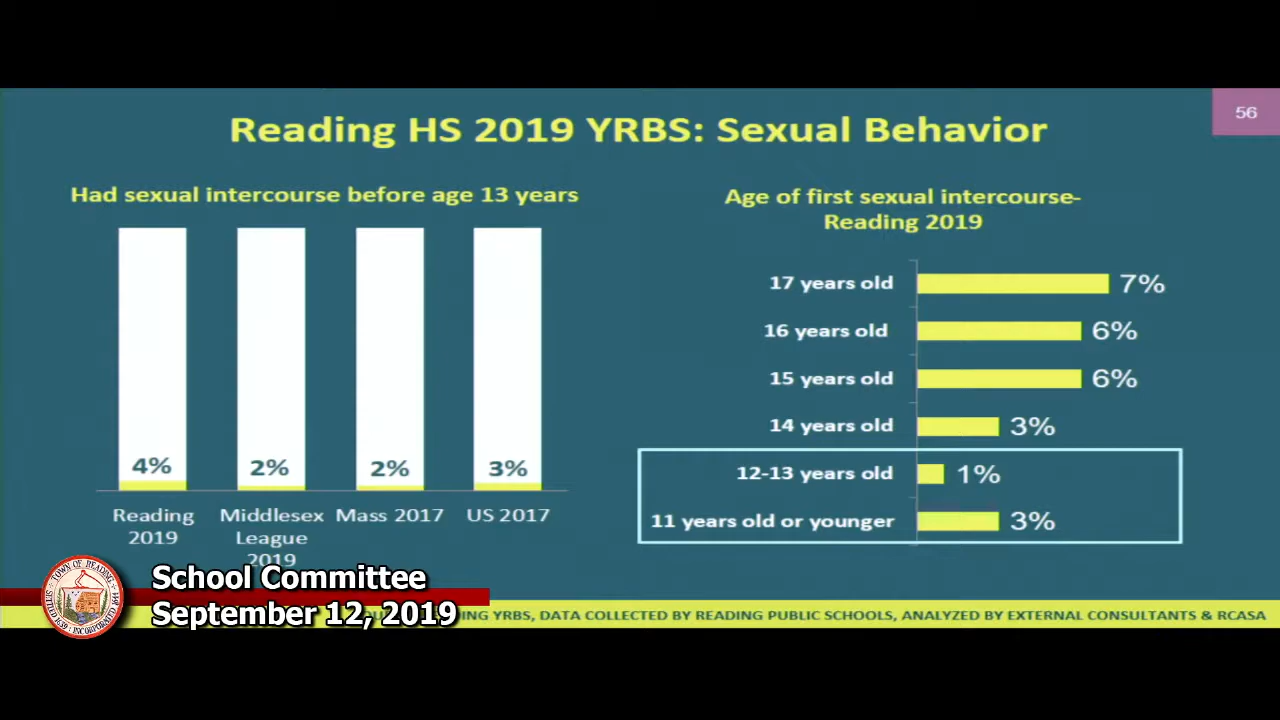 56
Reading HS 2019 YRBS: Sexual Behavior
Had sexual intercourse before age 13 years
4%
2%
2%
3%
Reading
2019
Middlesex
League
2019
Mass 2017
US 2017
Age of first sexual intercourse-
Reading 2019
17 years old 7%
16 years old 6%
15 years old 6%
14 years old 3%
12-13 years old 1%
11 years old or younger 3%
TOWN OF READING
School Committee
September 12, 2019
YRBS, DATA COLLECTED BY READING PUBLIC SCHOOLS, ANALYZED BY EXTERNAL CONSULTANTS & RCASA